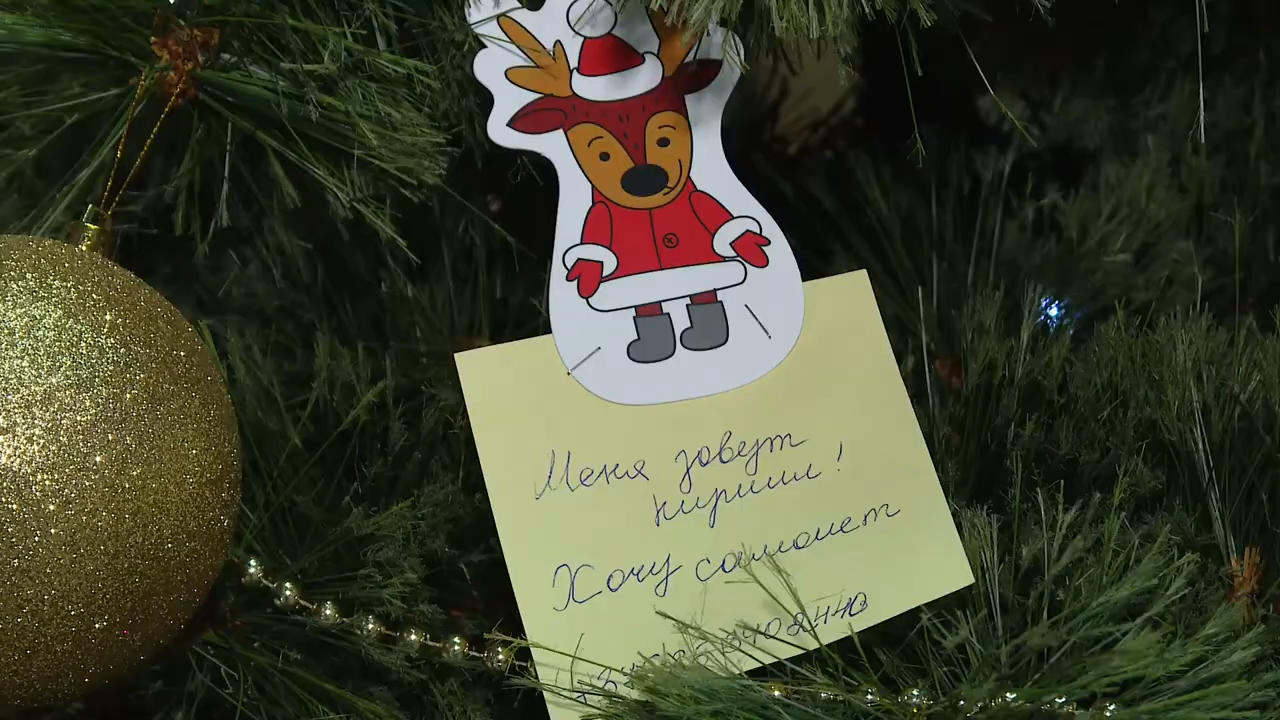 Меня зовут
Кирилл!
Хочу самолет